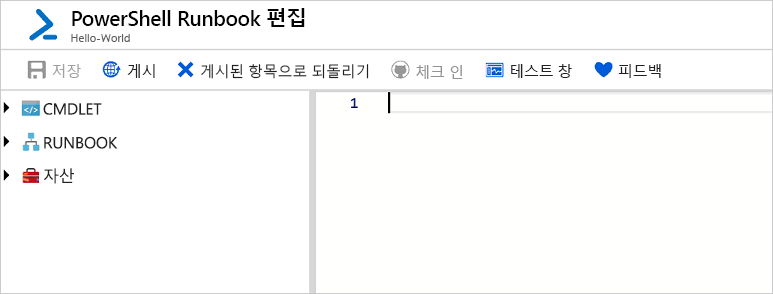 PowerShell Runbook 편집
Hello-World
저장 게시 게시된 항목으로 되돌리기 체크 인 테스트 창 피드백
CMDLET 1
RUNBOOK
자산